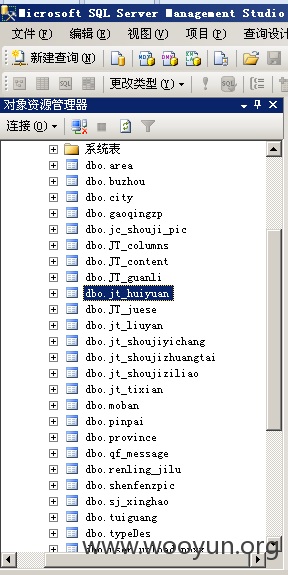 Microsoft SQL Server Management Studio
文件(F) 编辑(E) 视图(V) 项目(P) 查询设计
新建查询(N)
更改类型(Y)
对象资源管理器
连接(O)
系统表
dbo.area
dbo.buzhou
dbo.city
dbo.gaoqingzp
dbo.jc_shouji_pic
dbo.JT_columns
dbo.JT_content
dbo.JT_guanli
dbo.jt_huiyuan
dbo.JT_juese
dbo.jt_liuyan
dbo.jt_shoujiyichang
dbo.jt_shoujizhuangtai
dbo.jt_shoujiziliao
dbo.jt_tixian
dbo.moban
dbo.pinpai
dbo.province
dbo.qf_message
dbo.renling_jilu
dbo.shenfenzpic
dbo.sj_xinghao
dbo.tuiguang
dbo.typeDes
www.wooyun.org